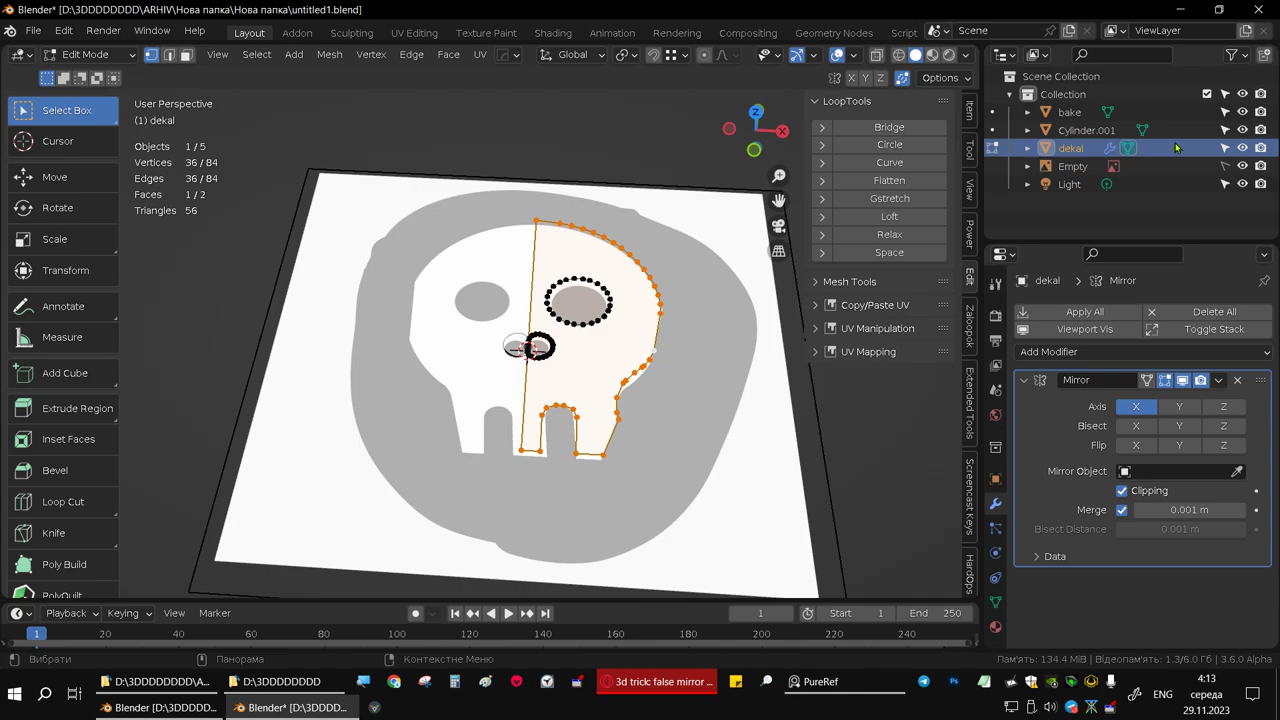 Blender* [D:\3DDDDDDDD\ARHIV\Нова папка\Нова папка\untitled1.blend]
File Edit Render Window Help Layout Addon Sculpting UV Editing Texture Paint Shading Animation Rendering Compositing Geometry Nodes Scene ViewLayer
Edit Mode View Select Add Mesh Vertex Edge Face UV Global
X Y Z Options
Select Box
Cursor
Move
Rotate
Scale
Transform
Annotate
Measure
Add Cube
Extrude Region
Inset Faces
Bevel
Loop Cut
Knife
Poly Build
PolyQuilt
User Perspective
(1) dekal
Objects 1/5
Vertices 36/84
Edges 36/84
Faces 1/2
Triangles 56
Z
X
LoopTools
Bridge
Circle
Curve
Flatten
Gstretch
Loft
Relax
Space
Mesh Tools
Copy/Paste UV
UV Manipulation
UV Mapping
Item
Tool
View
Power
Edit
Zaloopok
Extended Tools
Screencast Keys
HardOps
Scene Collection
Collection
bake
Cylinder.001
dekal
Empty
Light
dekal Mirror
Apply All Delete All
Viewport Vis Toggle Stack
Add Modifier
Mirror
Axis X Y Z
Bisect X Y Z
Flip X Y Z
Mirror Object
Clipping
Merge 0.001 m
Bisect Distance 0.001 m
Data
Playback Keying View Marker 1 Start 1 End 250
1 20 40 60 80 100 120 140 160 180 200 220 240
Вибрати Панорама Контекстне Меню Пам'ять: 134.4 MiB | Відеопам'ять: 1.3/6.0 Гіб | 3.6.0 Alpha
D:\3DDDDDDDD\A... D:\3DDDDDDDD 3d trick: false mirror ... PureRef
Blender [D:\3DDDD... Blender* [D:\3DDDD...
ENG
4:13
середа
29.11.2023